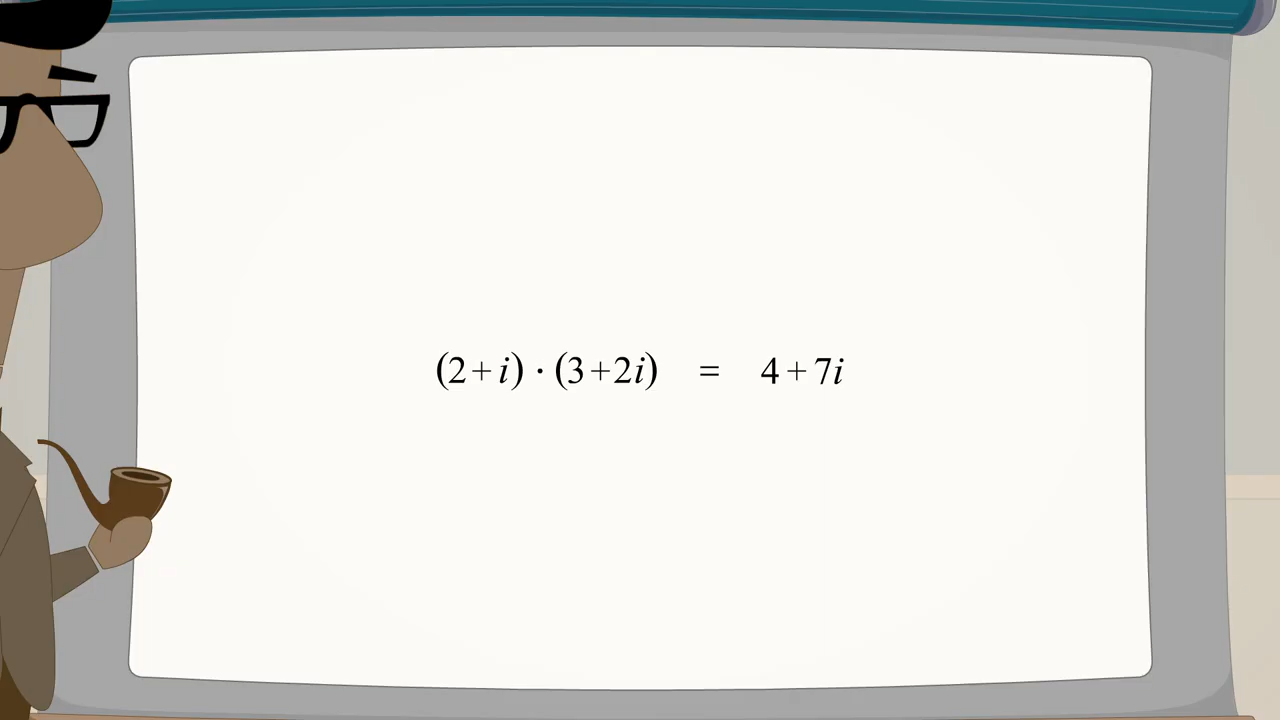 (2+i)·(3+2i) = 4+7i